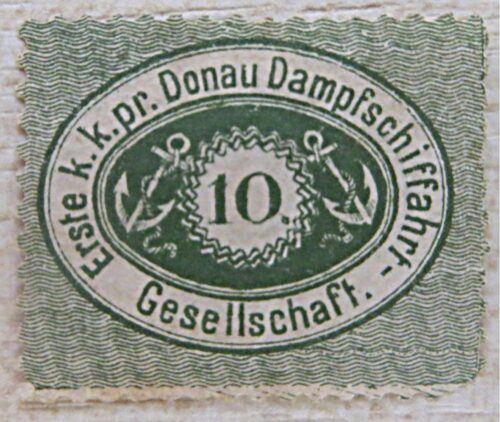 Erste k. k. pr. Donau Dampfschiffahrt-
Gesellschaft.
10.